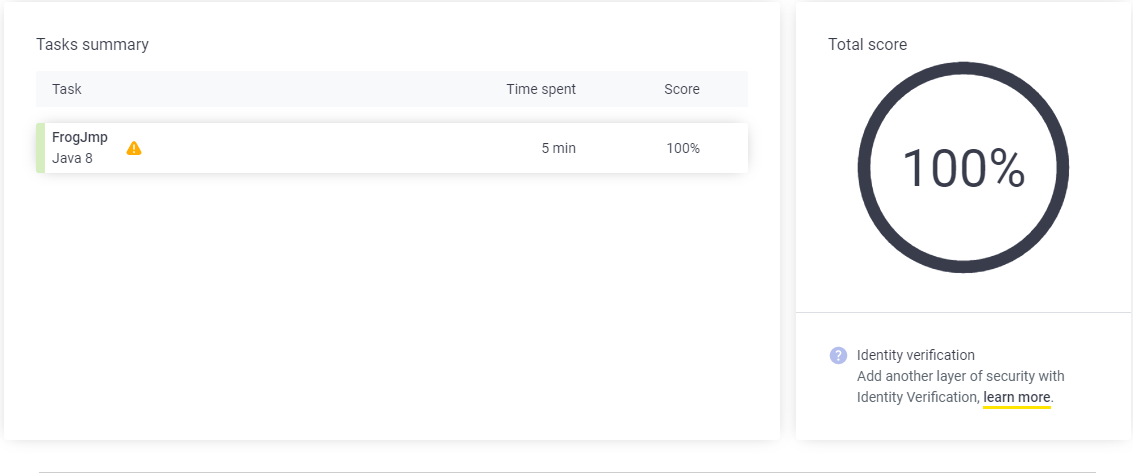 Tasks summary
Task Time spent Score
FrogJmp
Java 8
5 min 100%
Total score
100%
? Identity verification
Add another layer of security with
Identity Verification, learn more.